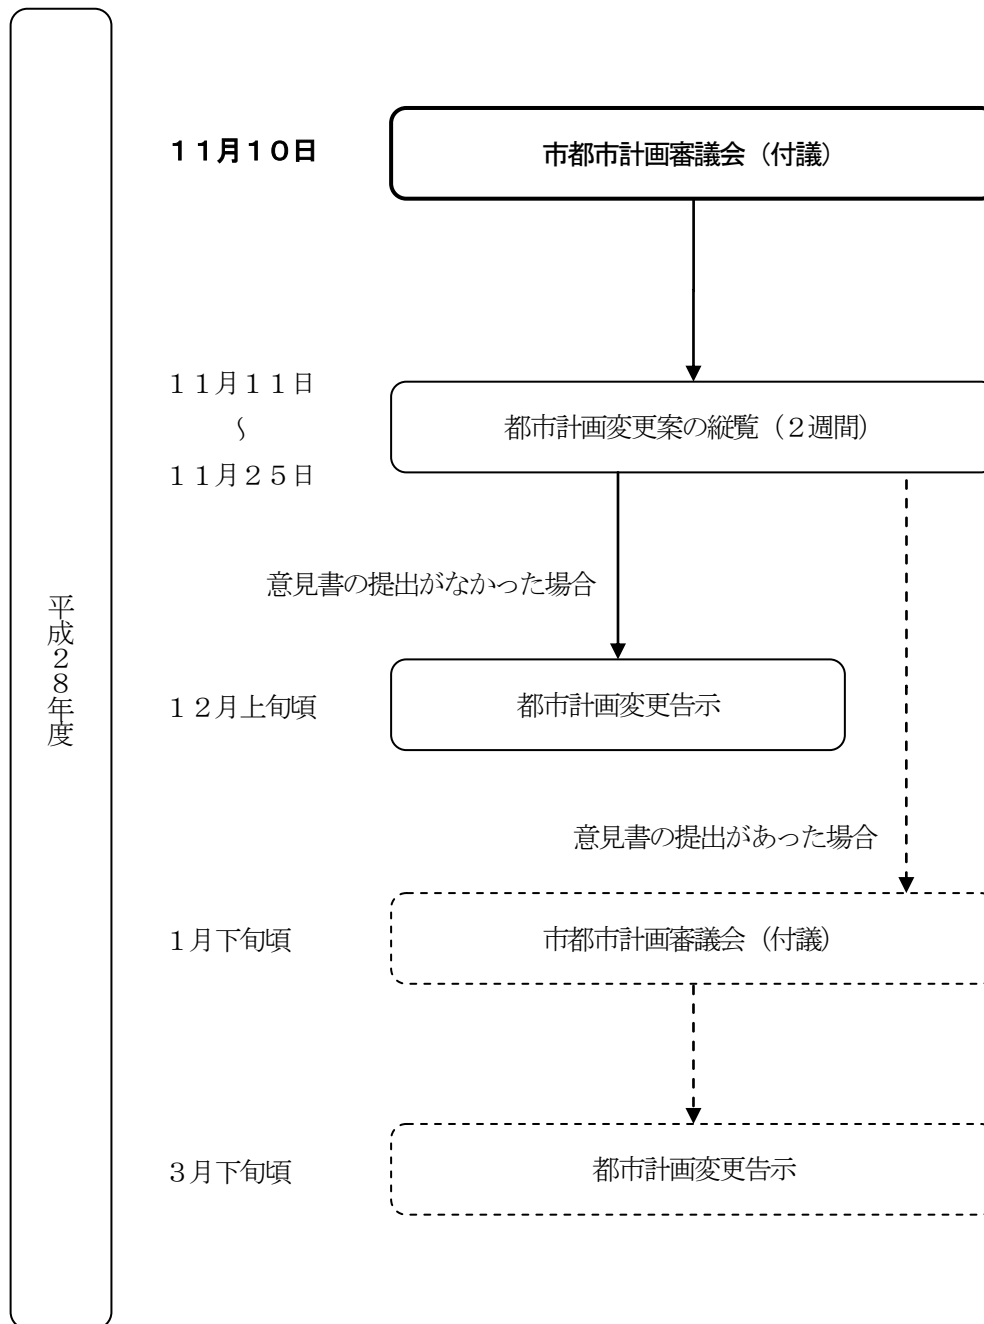 平成２８年度
１１月１０日
市都市計画審議会（付議）
１１月１１日
～
１１月２５日
都市計画変更案の縦覧（２週間）
意見書の提出がなかった場合
１２月上旬頃
都市計画変更告示
意見書の提出があった場合
１月下旬頃
市都市計画審議会（付議）
３月下旬頃
都市計画変更告示